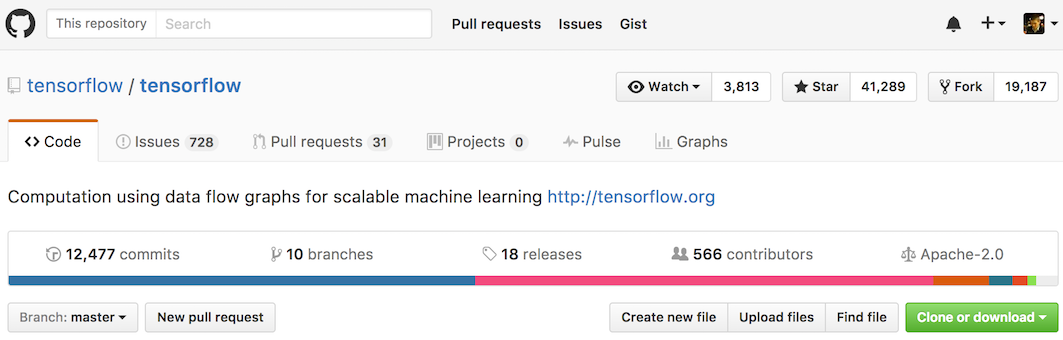 This repository Search Pull requests Issues Gist
tensorflow / tensorflow Watch 3,813 Star 41,289 Fork 19,187
Code Issues 728 Pull requests 31 Projects 0 Pulse Graphs
Computation using data flow graphs for scalable machine learning http://tensorflow.org
12,477 commits 10 branches 18 releases 566 contributors Apache-2.0
Branch: master New pull request Create new file Upload files Find file Clone or download